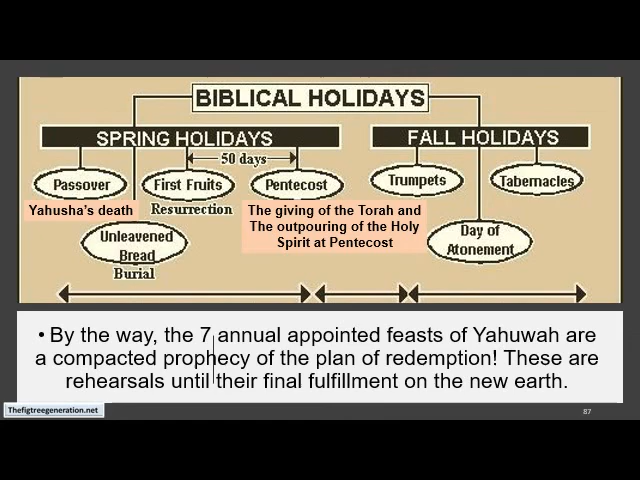 BIBLICAL HOLIDAYS
SPRING HOLIDAYS
FALL HOLIDAYS
50 days
Passover
First Fruits
Pentecost
Trumpets
Tabernacles
Yahusha's death
Resurrection
The giving of the Torah and
The outpouring of the Holy
Spirit at Pentecost
Unleavened
Bread
Burial
Day of
Atonement
• By the way, the 7 annual appointed feasts of Yahuwah are
a compacted prophecy of the plan of redemption! These are
rehearsals until their final fulfillment on the new earth.
Thefigtreegeneration.net
87